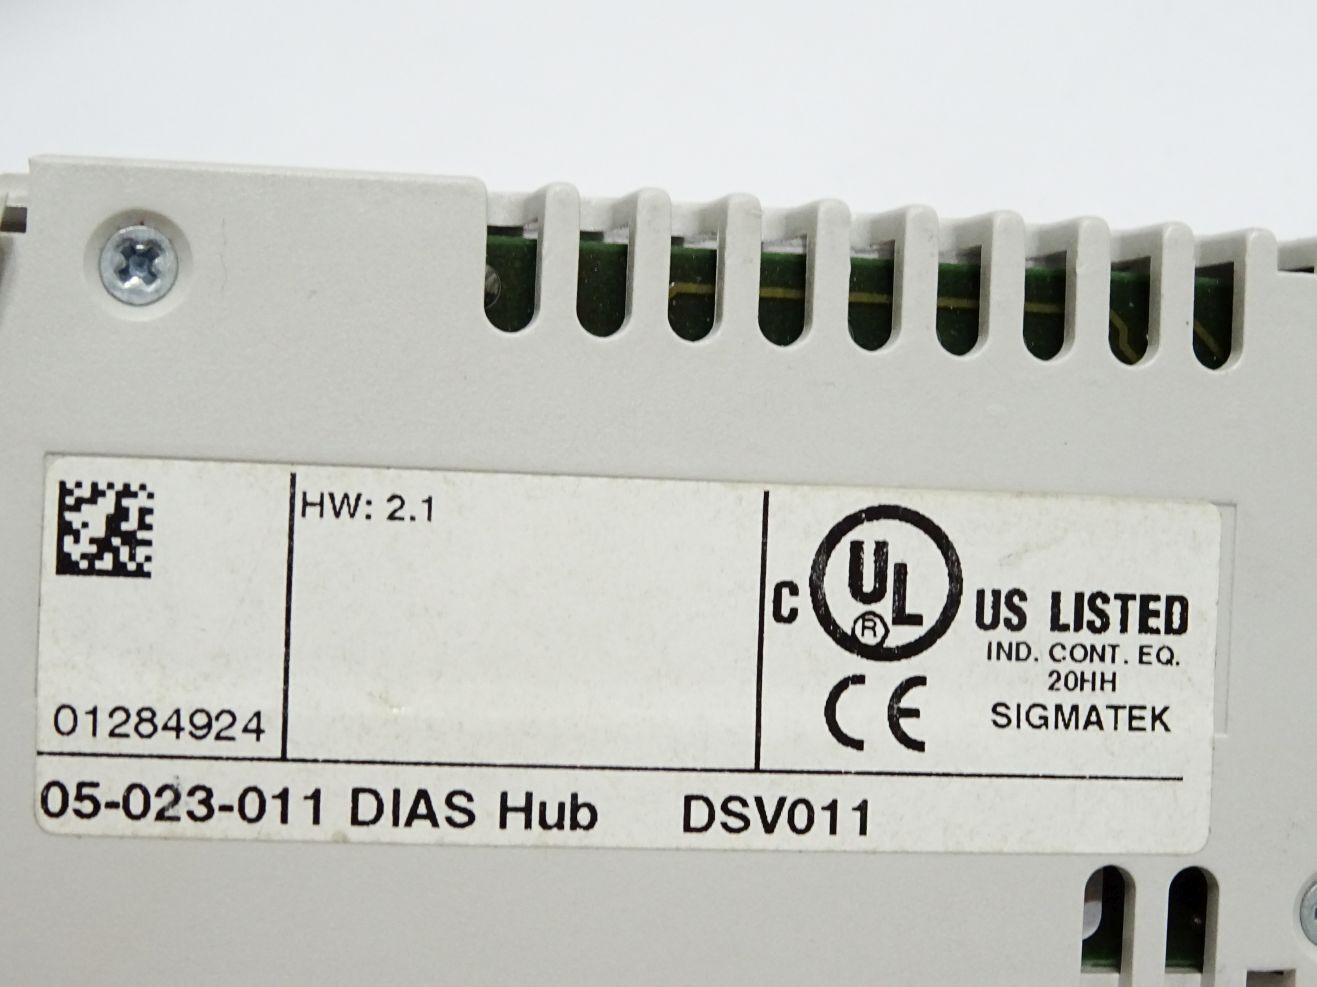 HW: 2.1
01284924
C UL ® US LISTED
IND. CONT. EQ.
20HH
CE SIGMATEK
05-023-011 DIAS Hub DSV011